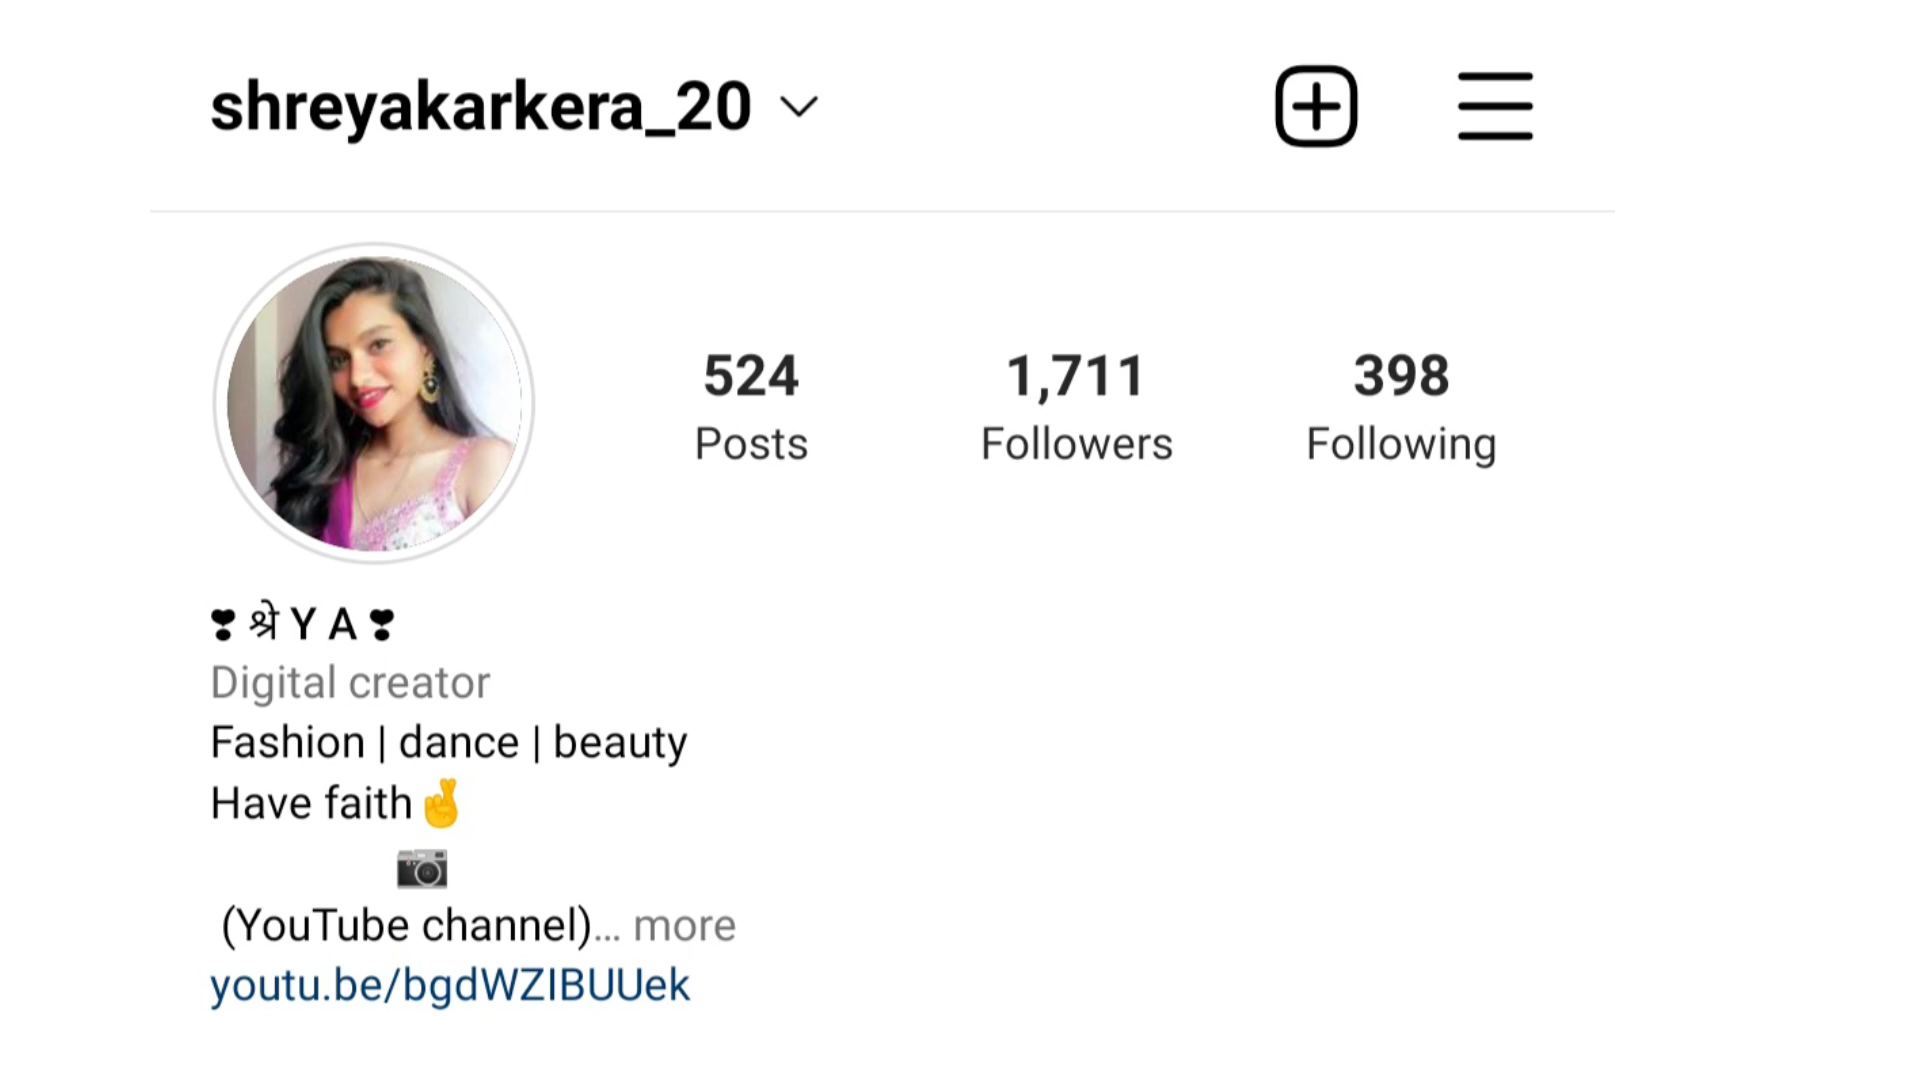 shreyakarkera_20
524 1,711 398
Posts Followers Following
❣ श्रे Y A ❣
Digital creator
Fashion | dance | beauty
Have faith🤞
📷
(YouTube channel)... more
youtu.be/bgdWZIBUUek